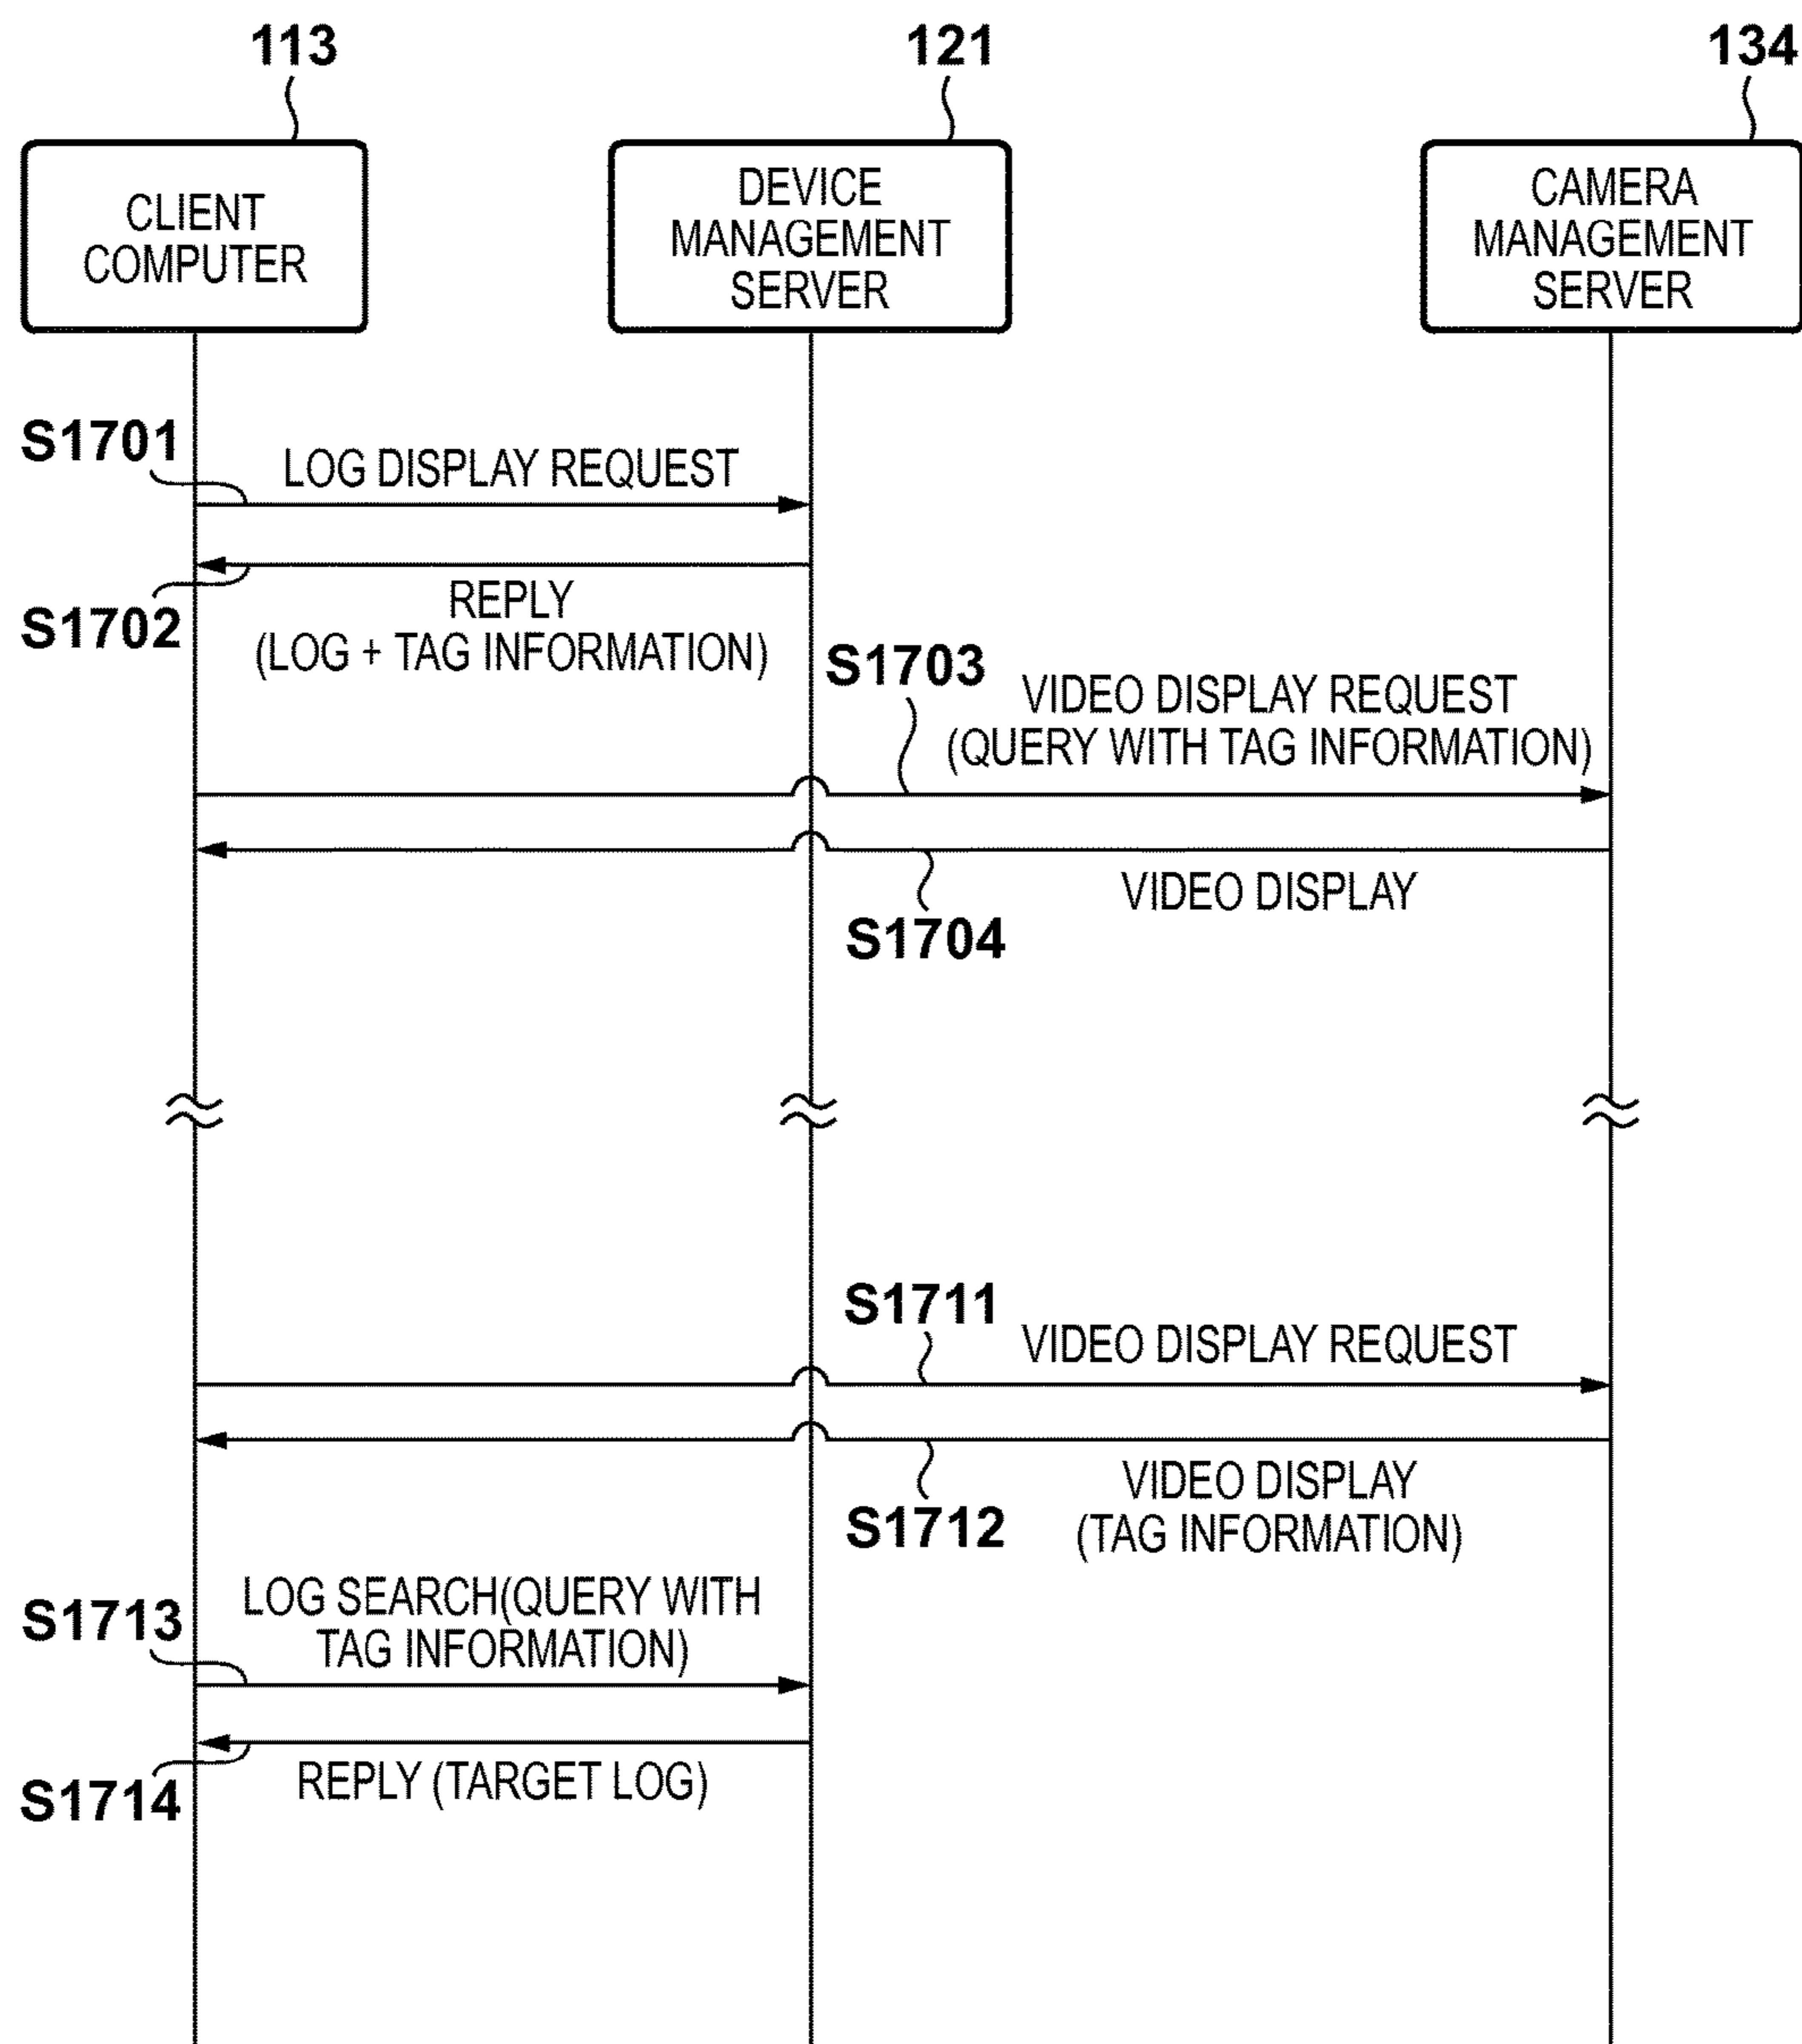 113
121
134
CLIENT
COMPUTER
DEVICE
MANAGEMENT
SERVER
CAMERA
MANAGEMENT
SERVER
S1701
LOG DISPLAY REQUEST
S1702
REPLY
(LOG + TAG INFORMATION)
S1703
VIDEO DISPLAY REQUEST
(QUERY WITH TAG INFORMATION)
VIDEO DISPLAY
S1704
S1711
VIDEO DISPLAY REQUEST
S1712
VIDEO DISPLAY
(TAG INFORMATION)
S1713
LOG SEARCH(QUERY WITH
TAG INFORMATION)
S1714
REPLY (TARGET LOG)